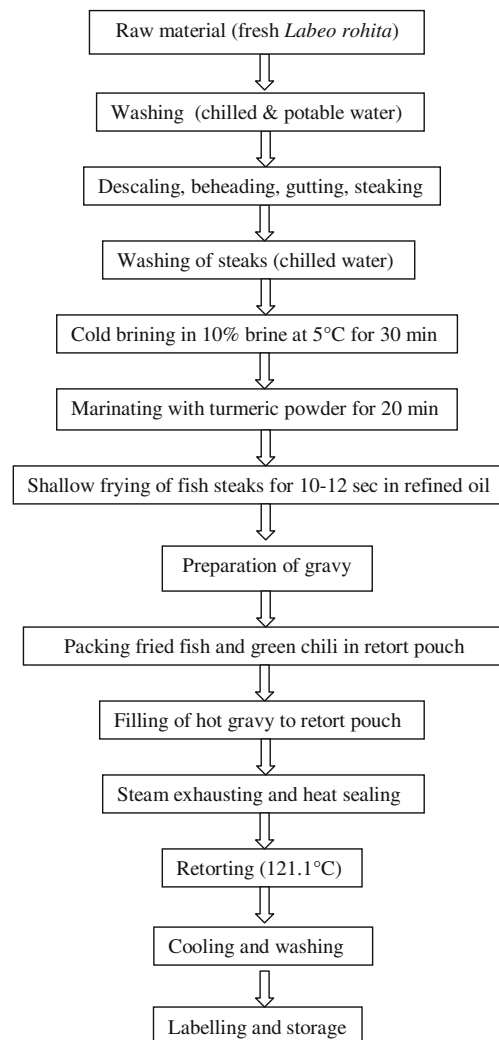 Raw material (fresh Labeo rohita)
Washing (chilled & potable water)
Descaling, beheading, gutting, steaking
Washing of steaks (chilled water)
Cold brining in 10% brine at 5°C for 30 min
Marinating with turmeric powder for 20 min
Shallow frying of fish steaks for 10-12 sec in refined oil
Preparation of gravy
Packing fried fish and green chili in retort pouch
Filling of hot gravy to retort pouch
Steam exhausting and heat sealing
Retorting (121.1°C)
Cooling and washing
Labelling and storage